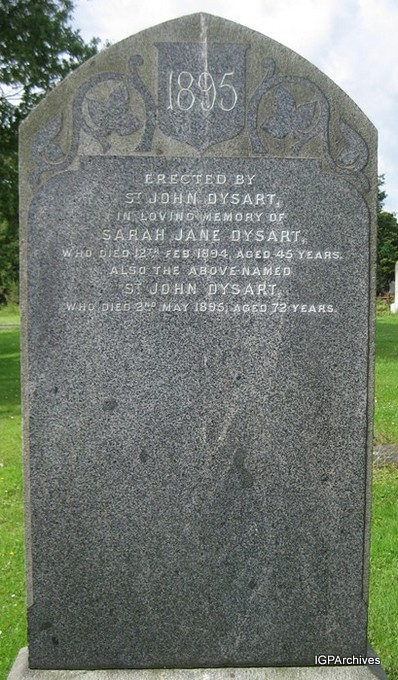 1895
ERECTED BY
ST JOHN DYSART,
IN LOVING MEMORY OF
SARAH JANE DYSART,
WHO DIED 12TH FEB 1894, AGED 45 YEARS.
ALSO THE ABOVE-NAMED
ST JOHN DYSART,
WHO DIED 2ND MAY 1895, AGED 72 YEARS.
IGPArchives